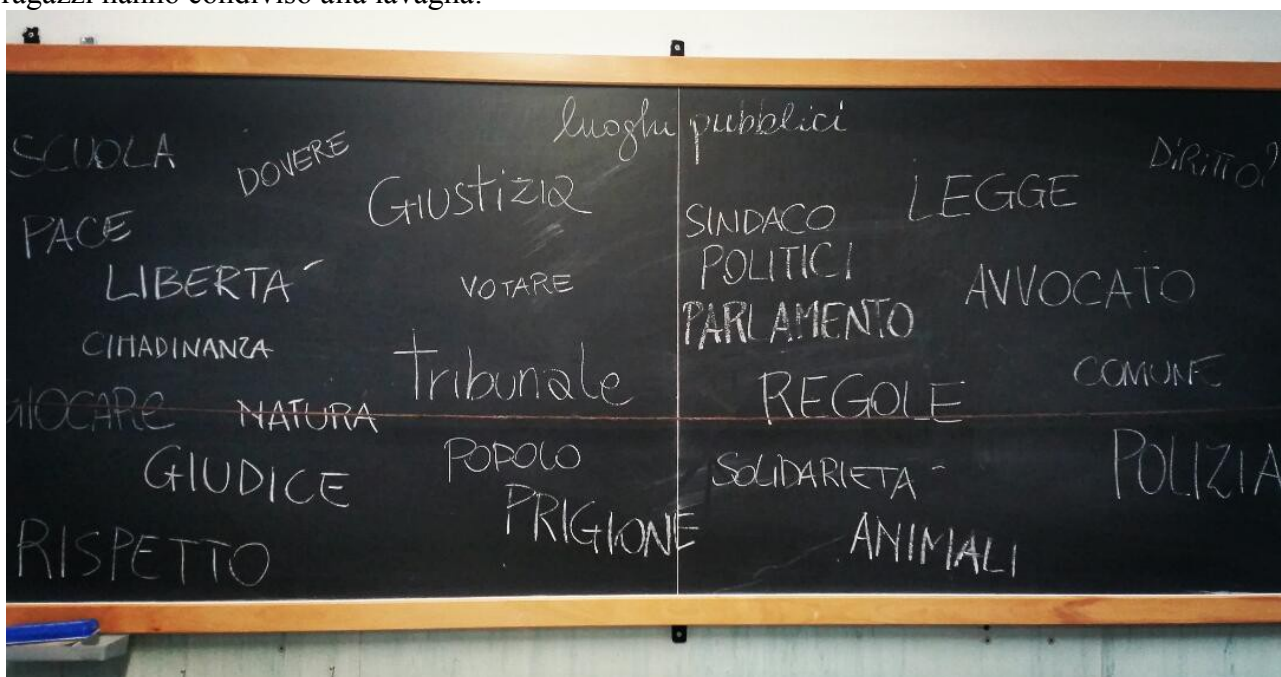 ragazzi hanno condiviso alla lavagna.
luoghi pubblici
SCUOLA
DOVERE
GIUSTIZIA
LEGGE
DIRITTO?
PACE
SINDACO
POLITICI
PARLAMENTO
LIBERTA'
VOTARE
AVVOCATO
CITTADINANZA
Tribunale
REGOLE
COMUNE
GIOCARE
NATURA
GIUDICE
POPOLO
SOLIDARIETA'
POLIZIA
PRIGIONE
ANIMALI
RISPETTO